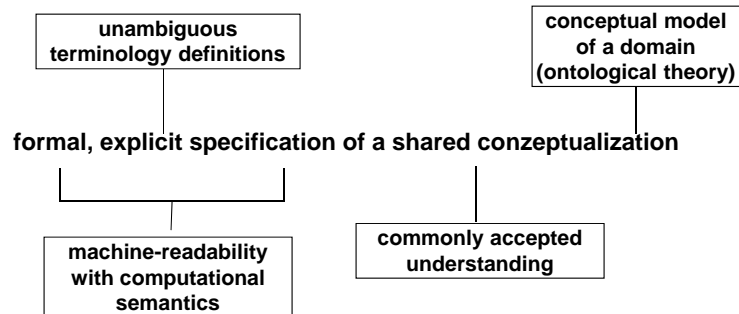 unambiguous
terminology definitions
conceptual model
of a domain
(ontological theory)
formal, explicit specification of a shared conzeptualization
machine-readability
with computational
semantics
commonly accepted
understanding